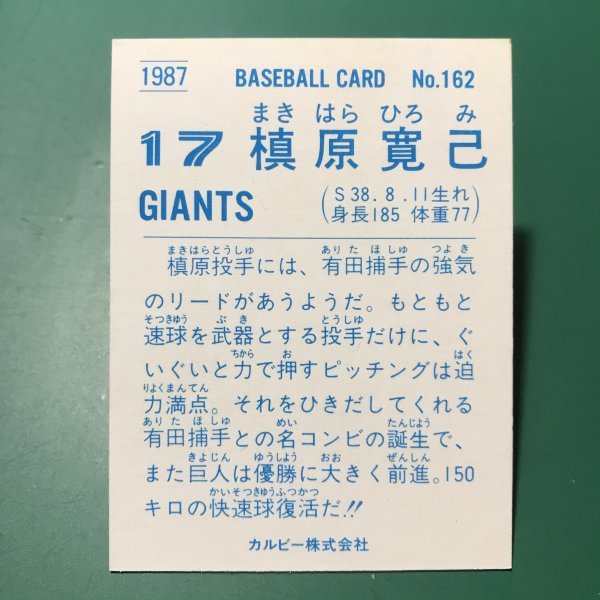 1987 BASEBALL CARD No.162
まき はら ひろ み
17 槙原寛己
GIANTS (S38.8.11生れ
身長185 体重77)
まきはらとうしゅ ありたほしゅ つよき
槙原投手には、有田捕手の強気
のリードがあうようだ。もともと
そっきゅう ぶき とうしゅ
速球を武器とする投手だけに、ぐ
ちから お はく
いぐいと力で押すピッチングは迫
りょくまんてん
力満点。それをひきだしてくれる
ありたほしゅ めい たんじょう
有田捕手との名コンビの誕生で、
きょじん ゆうしょう おお ぜんしん
また巨人は優勝に大きく前進。150
かいそっきゅうふっかつ
キロの快速球復活だ!!
カルビー株式会社